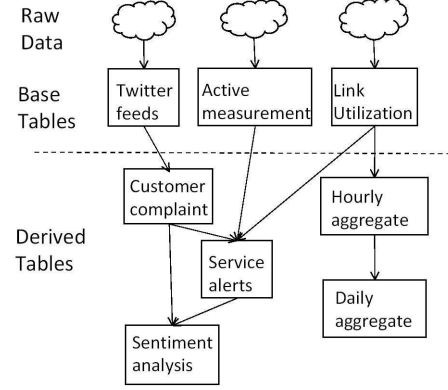 Raw
Data
Base
Tables
Twitter
feeds
Active
measurement
Link
Utilization
Derived
Tables
Customer
complaint
Hourly
aggregate
Service
alerts
Daily
aggregate
Sentiment
analysis